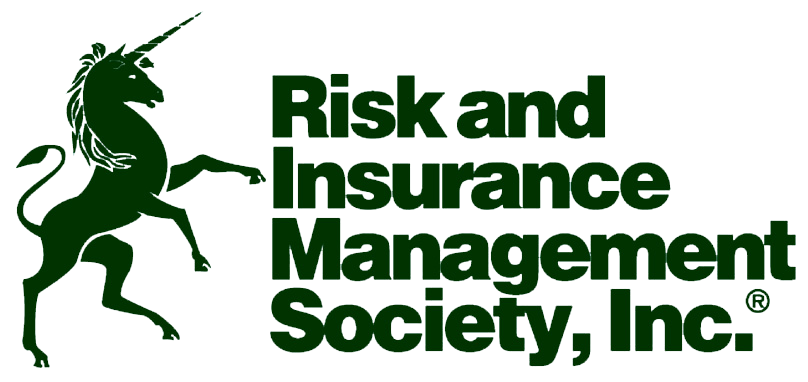 Risk and
Insurance
Management
Society, Inc.®